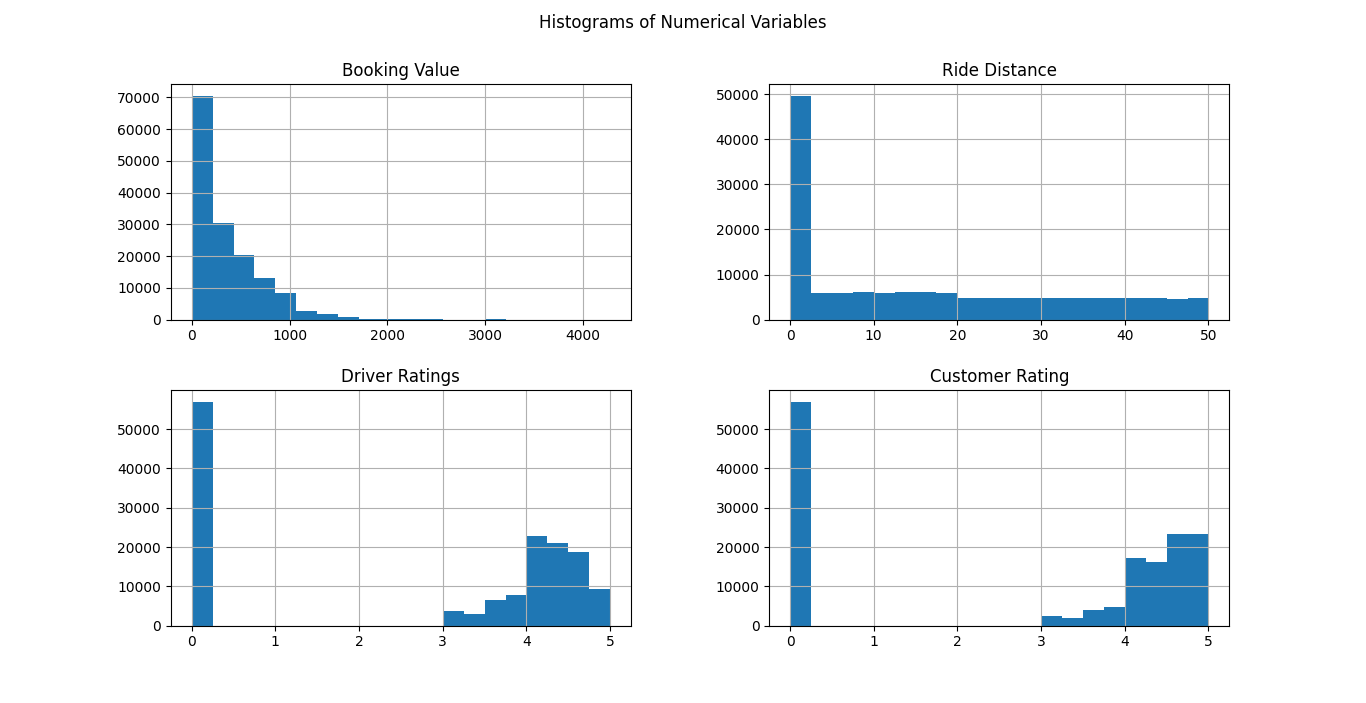 Histograms of Numerical Variables
Booking Value
70000
60000
50000
40000
30000
20000
10000
0
0 1000 2000 3000 4000
Ride Distance
50000
40000
30000
20000
10000
0
0 10 20 30 40 50
Driver Ratings
50000
40000
30000
20000
10000
0
0 1 2 3 4 5
Customer Rating
50000
40000
30000
20000
10000
0
0 1 2 3 4 5